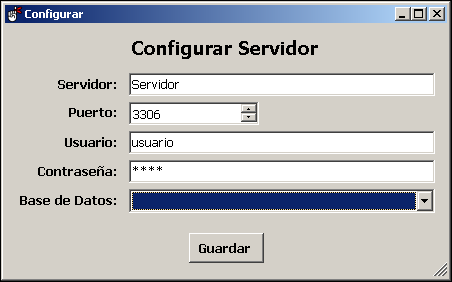 Configurar
Configurar Servidor
Servidor: Servidor
Puerto: 3306
Usuario: usuario
Contraseña: ****
Base de Datos:
Guardar